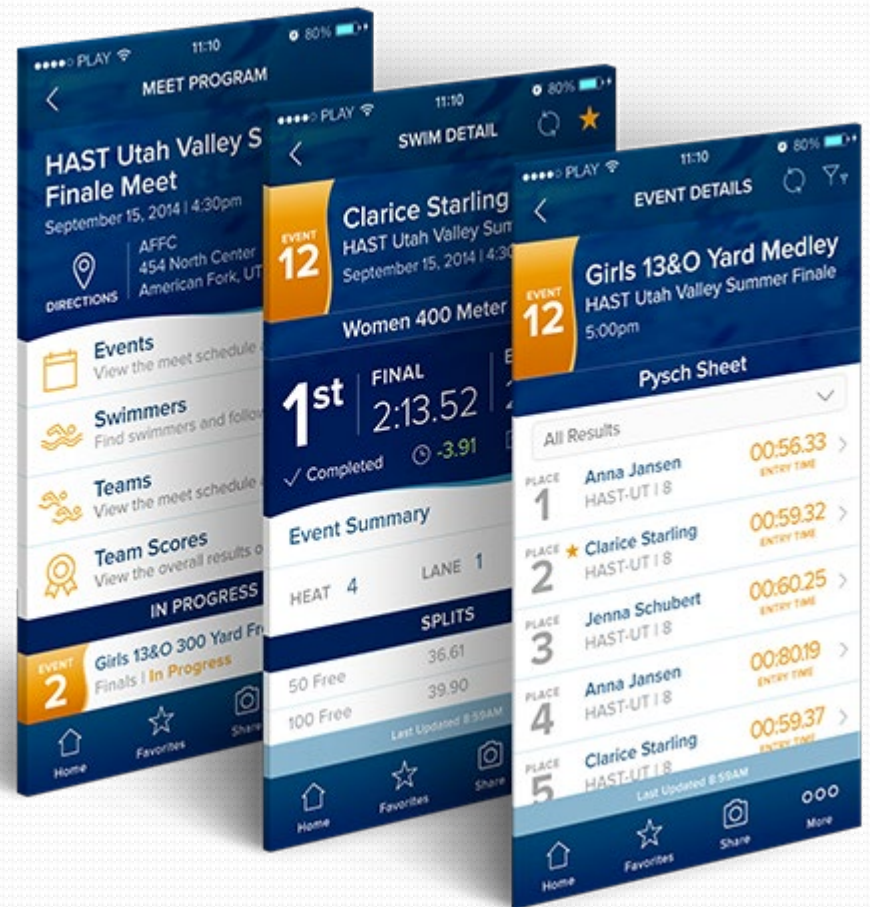 PLAY 11:10 80%
MEET PROGRAM
HAST Utah Valley S
Finale Meet
September 15, 2014 | 4:30pm
DIRECTIONS
AFFC
454 North Center
American Fork, UT
Events
View the meet schedule
Swimmers
Find swimmers and follow
Teams
View the meet schedule
Team Scores
View the overall results o
IN PROGRESS
EVENT
2
Girls 13&O 300 Yard Fr
Finals | In Progress
Home
Favorites
Share
PLAY 11:10 80%
SWIM DETAIL
EVENT
12
Clarice Starling
HAST Utah Valley Sum
September 15, 2014 | 4:30
Women 400 Meter
1st
FINAL
2:13.52
Completed
-3.91
Event Summary
HEAT 4 LANE 1
SPLITS
50 Free 36.61
100 Free 39.90
Last Updated 8:59AM
Home
Favorites
Share
PLAY 11:10 80%
EVENT DETAILS
EVENT
12
Girls 13&O Yard Medley
HAST Utah Valley Summer Finale
5:00pm
Pysch Sheet
All Results
PLACE
1
Anna Jansen
HAST-UT | 8
00:56.33
ENTRY TIME
PLACE
2
Clarice Starling
HAST-UT | 8
00:59.32
ENTRY TIME
PLACE
3
Jenna Schubert
HAST-UT | 8
00:60.25
ENTRY TIME
PLACE
4
Anna Jansen
HAST-UT | 8
00:80.19
ENTRY TIME
PLACE
5
Clarice Starling
HAST-UT | 8
00:59.37
ENTRY TIME
Last Updated 8:59AM
Home
Favorites
Share
More